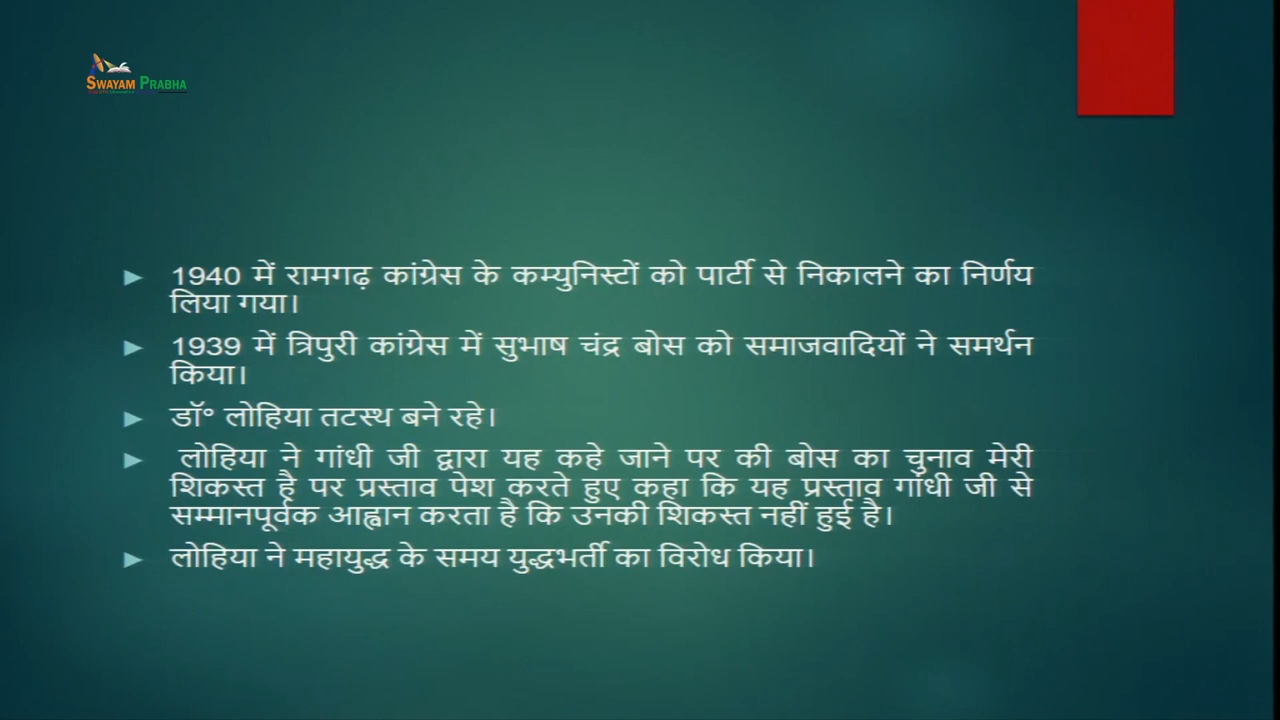 SWAYAM PRABHA
1940 में रामगढ़ कांग्रेस के कम्युनिस्टों को पार्टी से निकालने का निर्णय
लिया गया।
1939 में त्रिपुरी कांग्रेस में सुभाष चंद्र बोस को समाजवादियों ने समर्थन
किया।
डॉ° लोहिया तटस्थ बने रहे।
लोहिया ने गांधी जी द्वारा यह कहे जाने पर की बोस का चुनाव मेरी
शिकस्त है पर प्रस्ताव पेश करते हुए कहा कि यह प्रस्ताव गांधी जी से
सम्मानपूर्वक आह्वान करता है कि उनकी शिकस्त नहीं हुई है।
लोहिया ने महायुद्ध के समय युद्धभर्ती का विरोध किया।